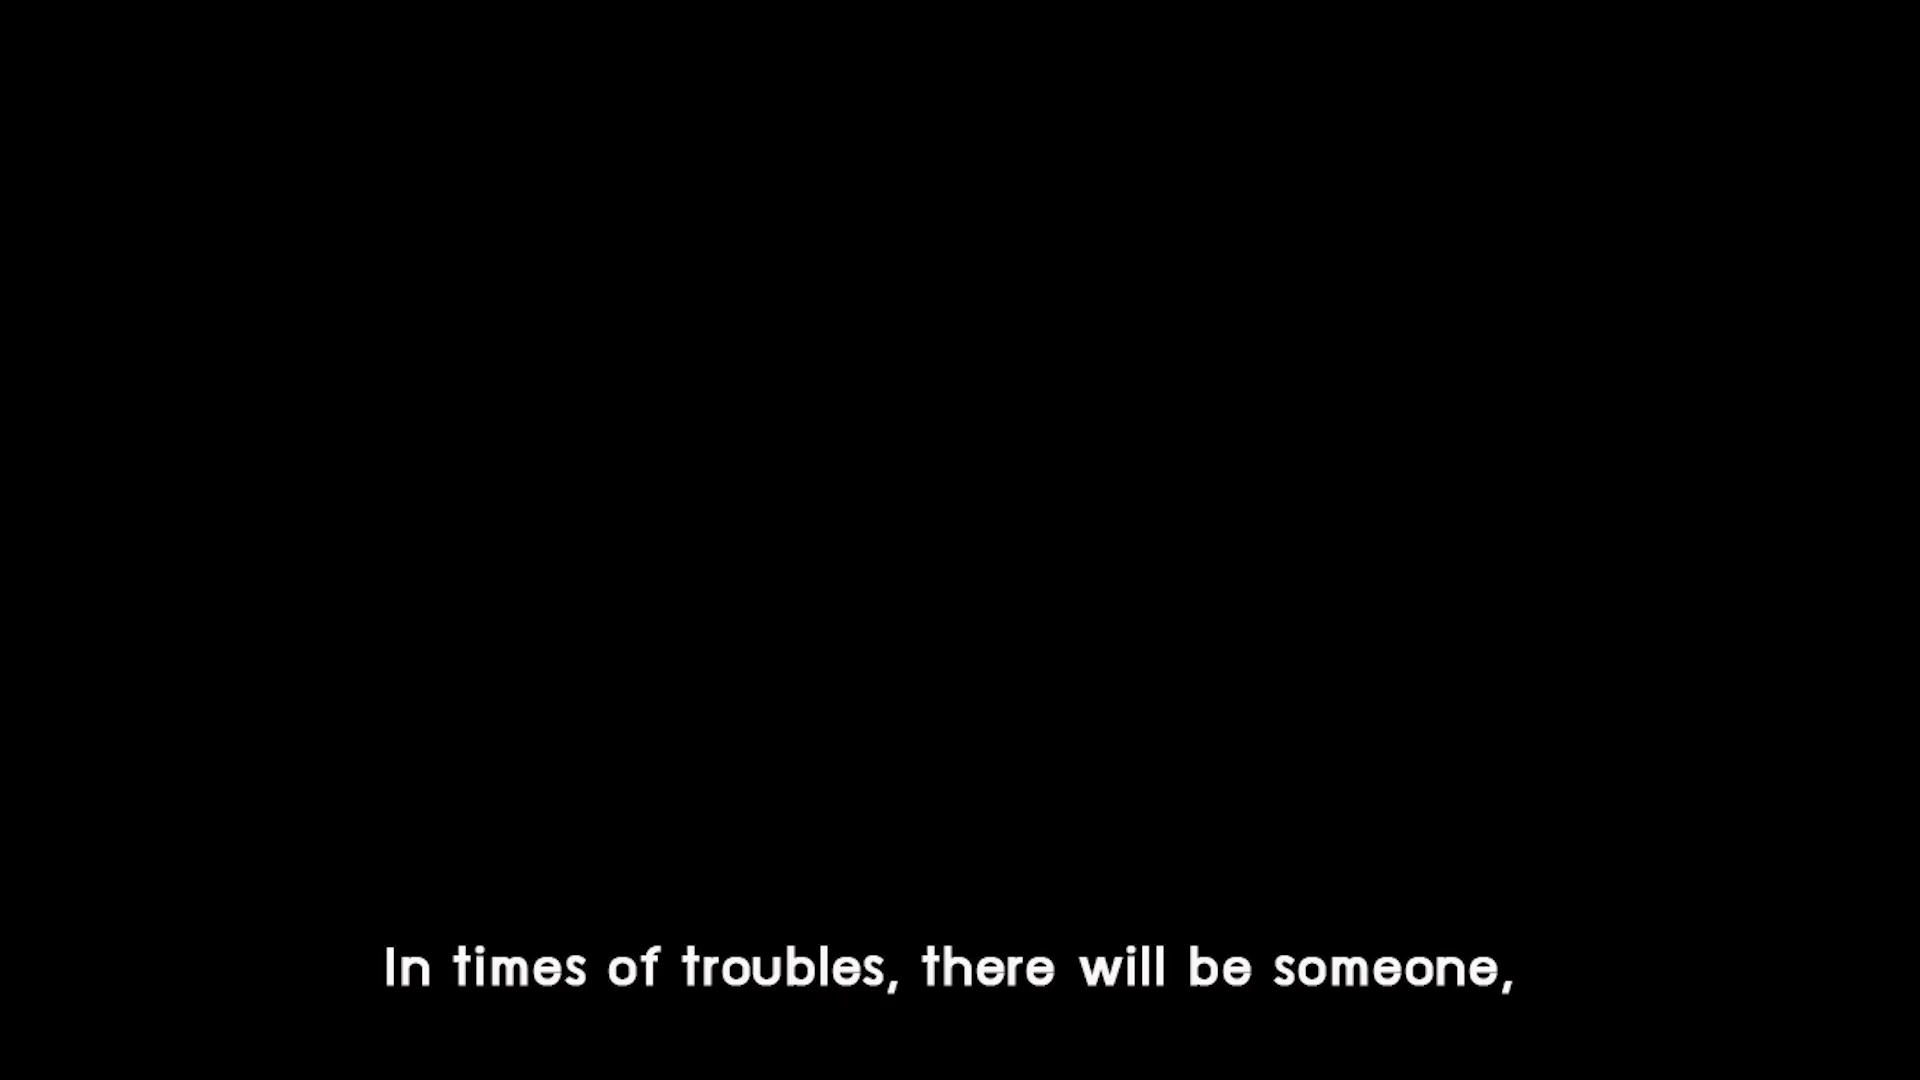 In times of troubles, there will be someone,